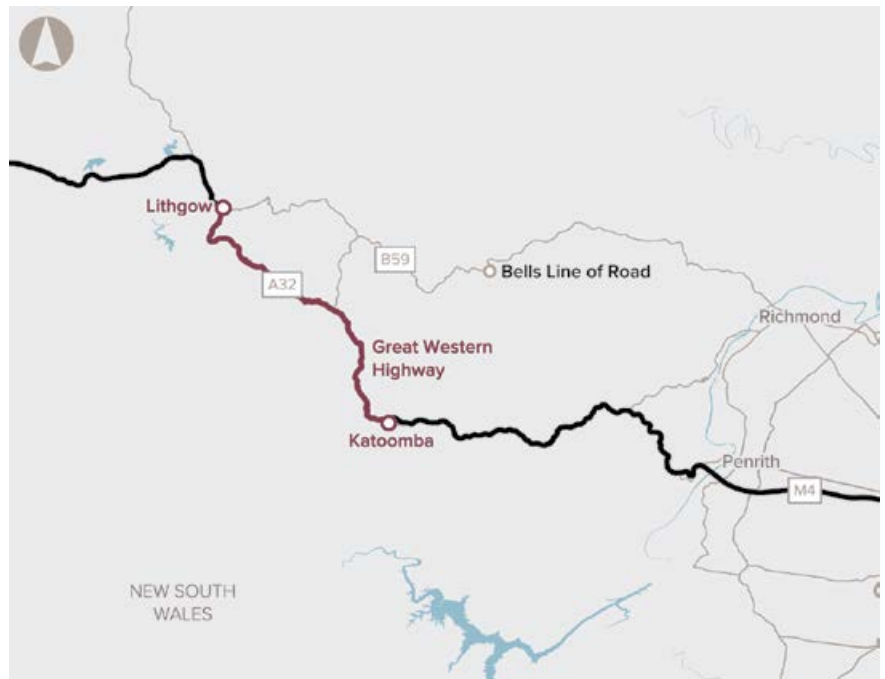 Lithgow
B59
Bells Line of Road
A32
Richmond
Great Western
Highway
Katoomba
Penrith
M4
NEW SOUTH
WALES